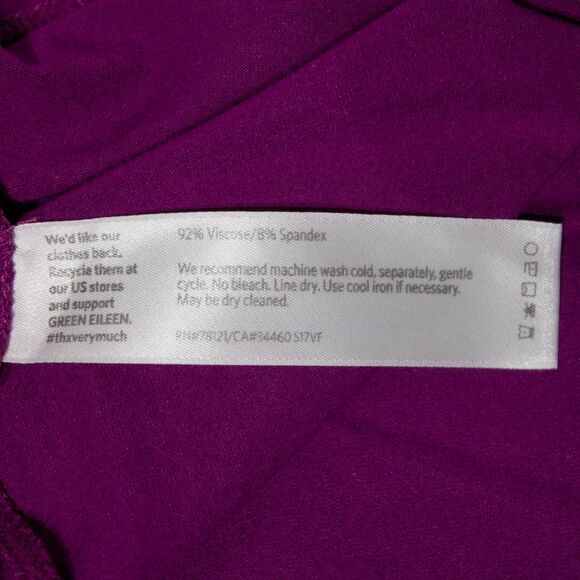 We'd like our
clothes back.
Recycle them at
our US stores
and support
GREEN EILEEN.
#thxverymuch
92% Viscose/8% Spandex
We recommend machine wash cold, separately, gentle
cycle. No bleach. Line dry. Use cool iron if necessary.
May be dry cleaned.
RN#78121/CA#34460 S17VF